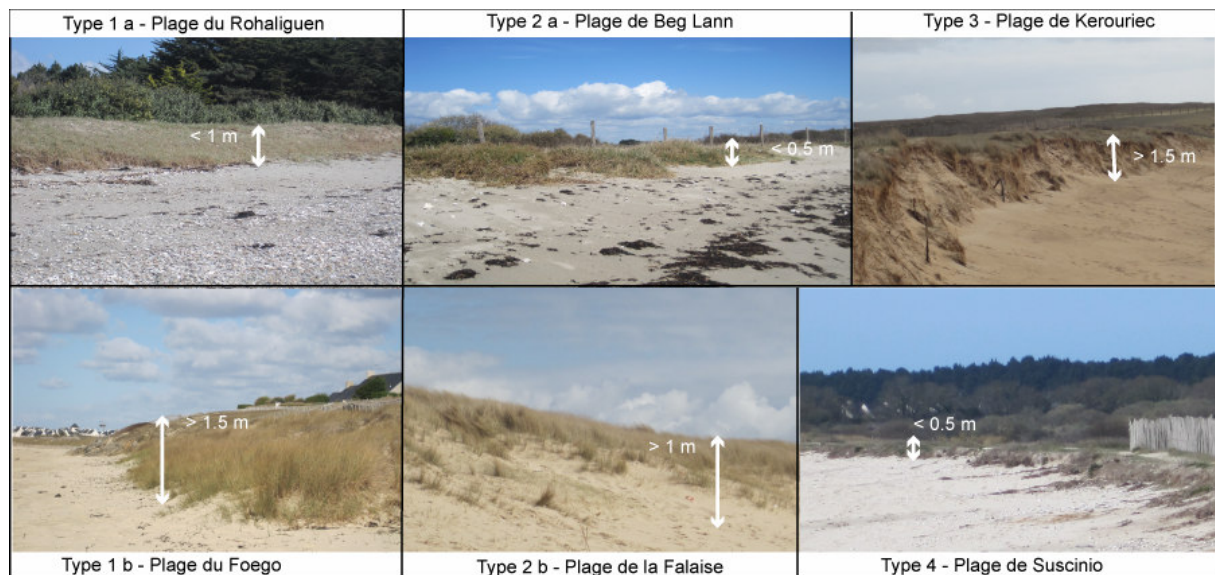 Type 1 a - Plage du Rohaliguen
Type 2 a - Plage de Beg Lann
Type 3 - Plage de Kerouriec
< 1 m
< 0.5 m
> 1.5 m
> 1.5 m
> 1 m
< 0.5 m
Type 1 b - Plage du Foego
Type 2 b - Plage de la Falaise
Type 4 - Plage de Suscinio